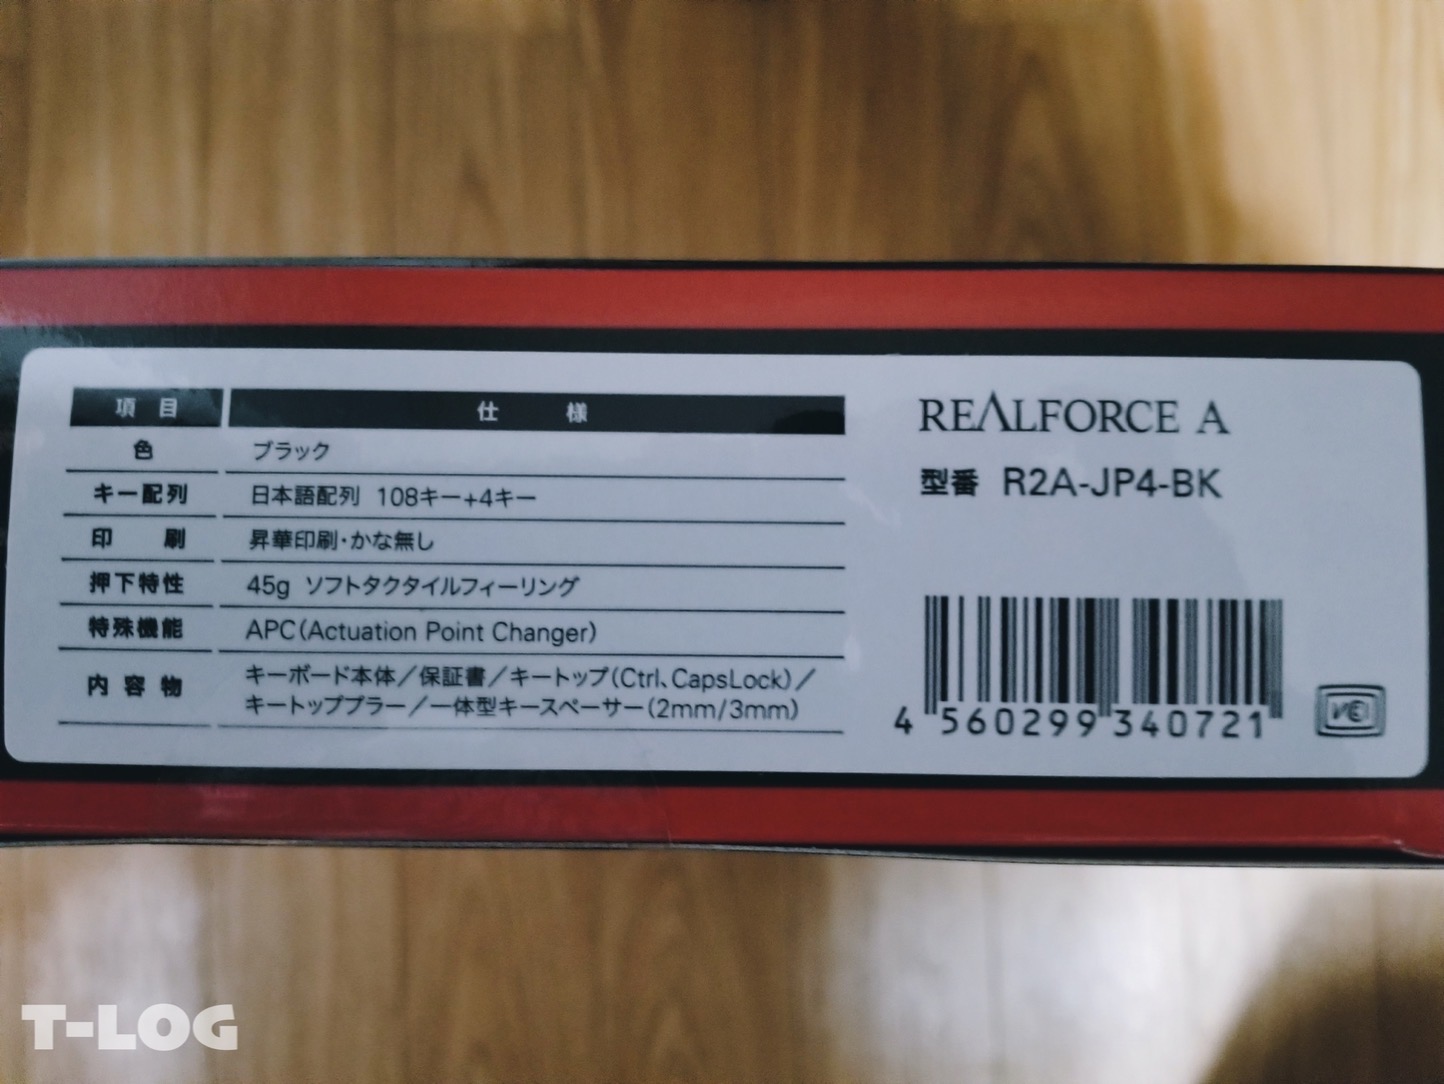 項 目 仕 様
色 ブラック
キー配列 日本語配列 108キー+4キー
印 刷 昇華印刷・かな無し
押下特性 45g ソフトタクタイルフィーリング
特殊機能 APC(Actuation Point Changer)
内 容 物 キーボード本体/保証書/キートップ(Ctrl、CapsLock)/
キートッププラー/一体型キースペーサー(2mm/3mm)
REALFORCE A
型番 R2A-JP4-BK
4 560299 340721
T-LOG